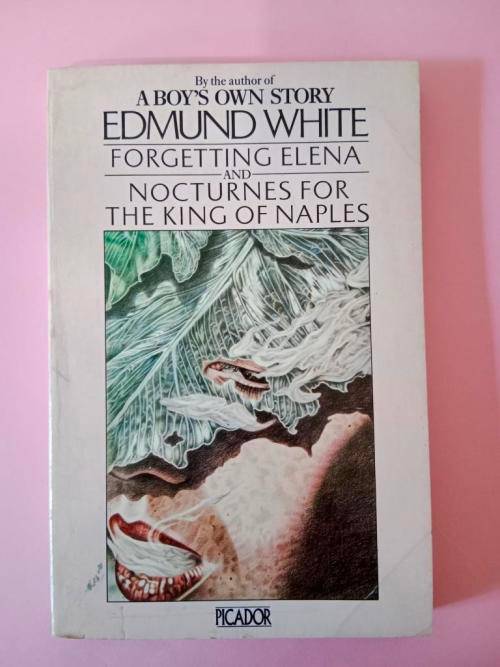 By the author of
A BOY'S OWN STORY
EDMUND WHITE
FORGETTING ELENA
AND
NOCTURNES FOR
THE KING OF NAPLES
PICADOR